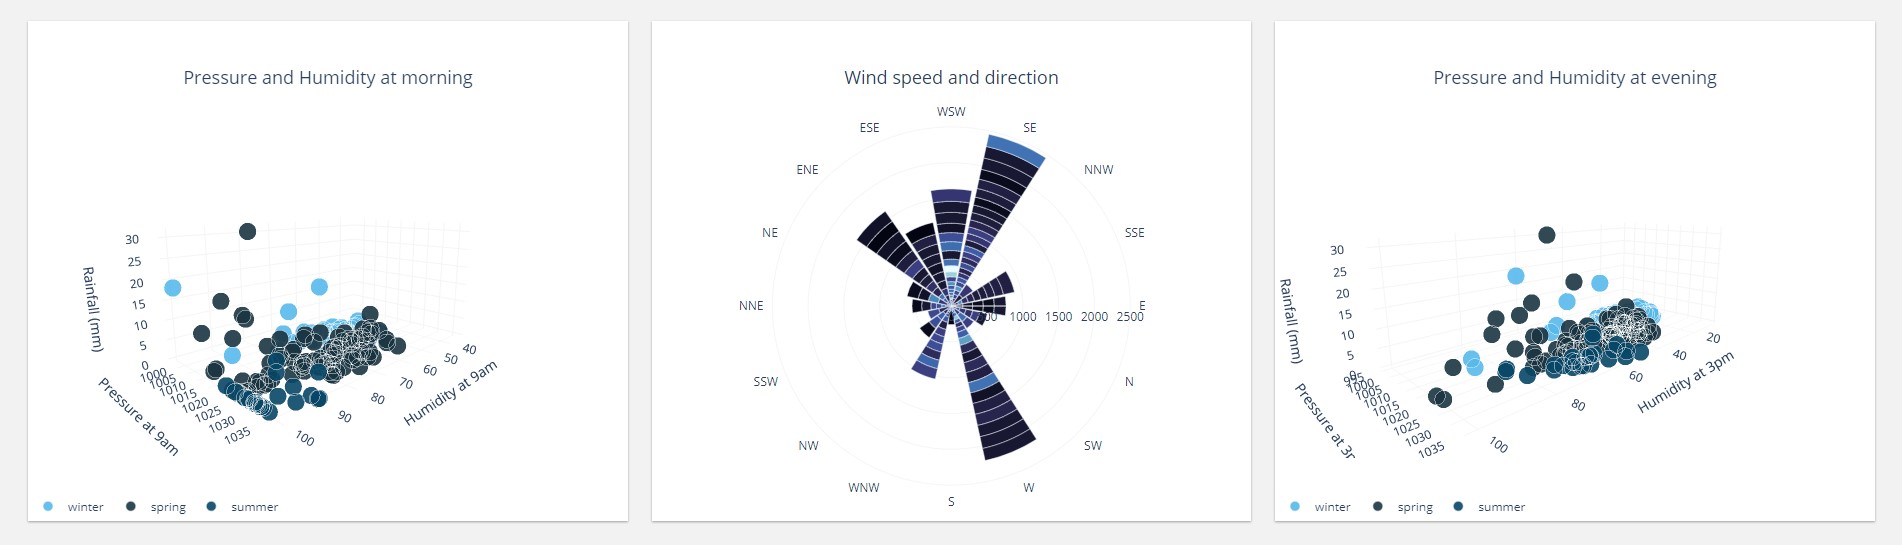 Pressure and Humidity at morning
30
25
20
15
10
5
0
Rainfall (mm)
1000
1005
1010
1015
1020
1025
1030
1035
Pressure at 9am
100
90
80
70
60
50
40
Humidity at 9am
winter spring summer
Wind speed and direction
WSW
ESE SE
ENE NNW
NE SSE
NNE E
1000 1500 2000 2500
SSW N
NW SW
WNW W
S
Pressure and Humidity at evening
30
25
20
15
10
5
0
Rainfall (mm)
995
1000
1005
1010
1015
1020
1025
1030
1035
Pressure at 3
100
80
60
40
20
Humidity at 3pm
winter spring summer